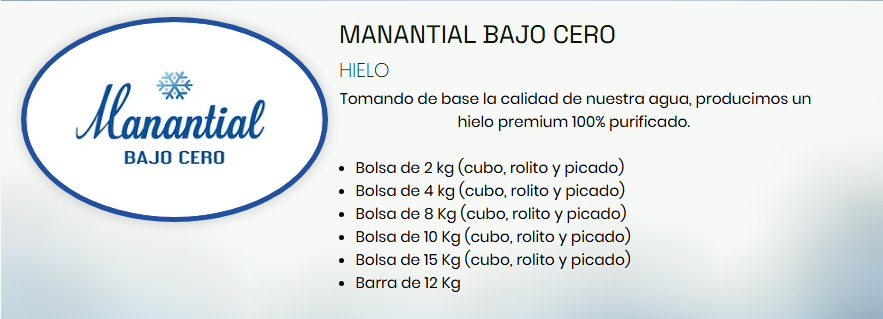 Manantial
BAJO CERO
MANANTIAL BAJO CERO
HIELO
Tomando de base la calidad de nuestra agua, producimos un
hielo premium 100% purificado.
• Bolsa de 2 kg (cubo, rolito y picado)
• Bolsa de 4 kg (cubo, rolito y picado)
• Bolsa de 8 Kg (cubo, rolito y picado)
• Bolsa de 10 Kg (cubo, rolito y picado)
• Bolsa de 15 Kg (cubo, rolito y picado)
• Barra de 12 Kg